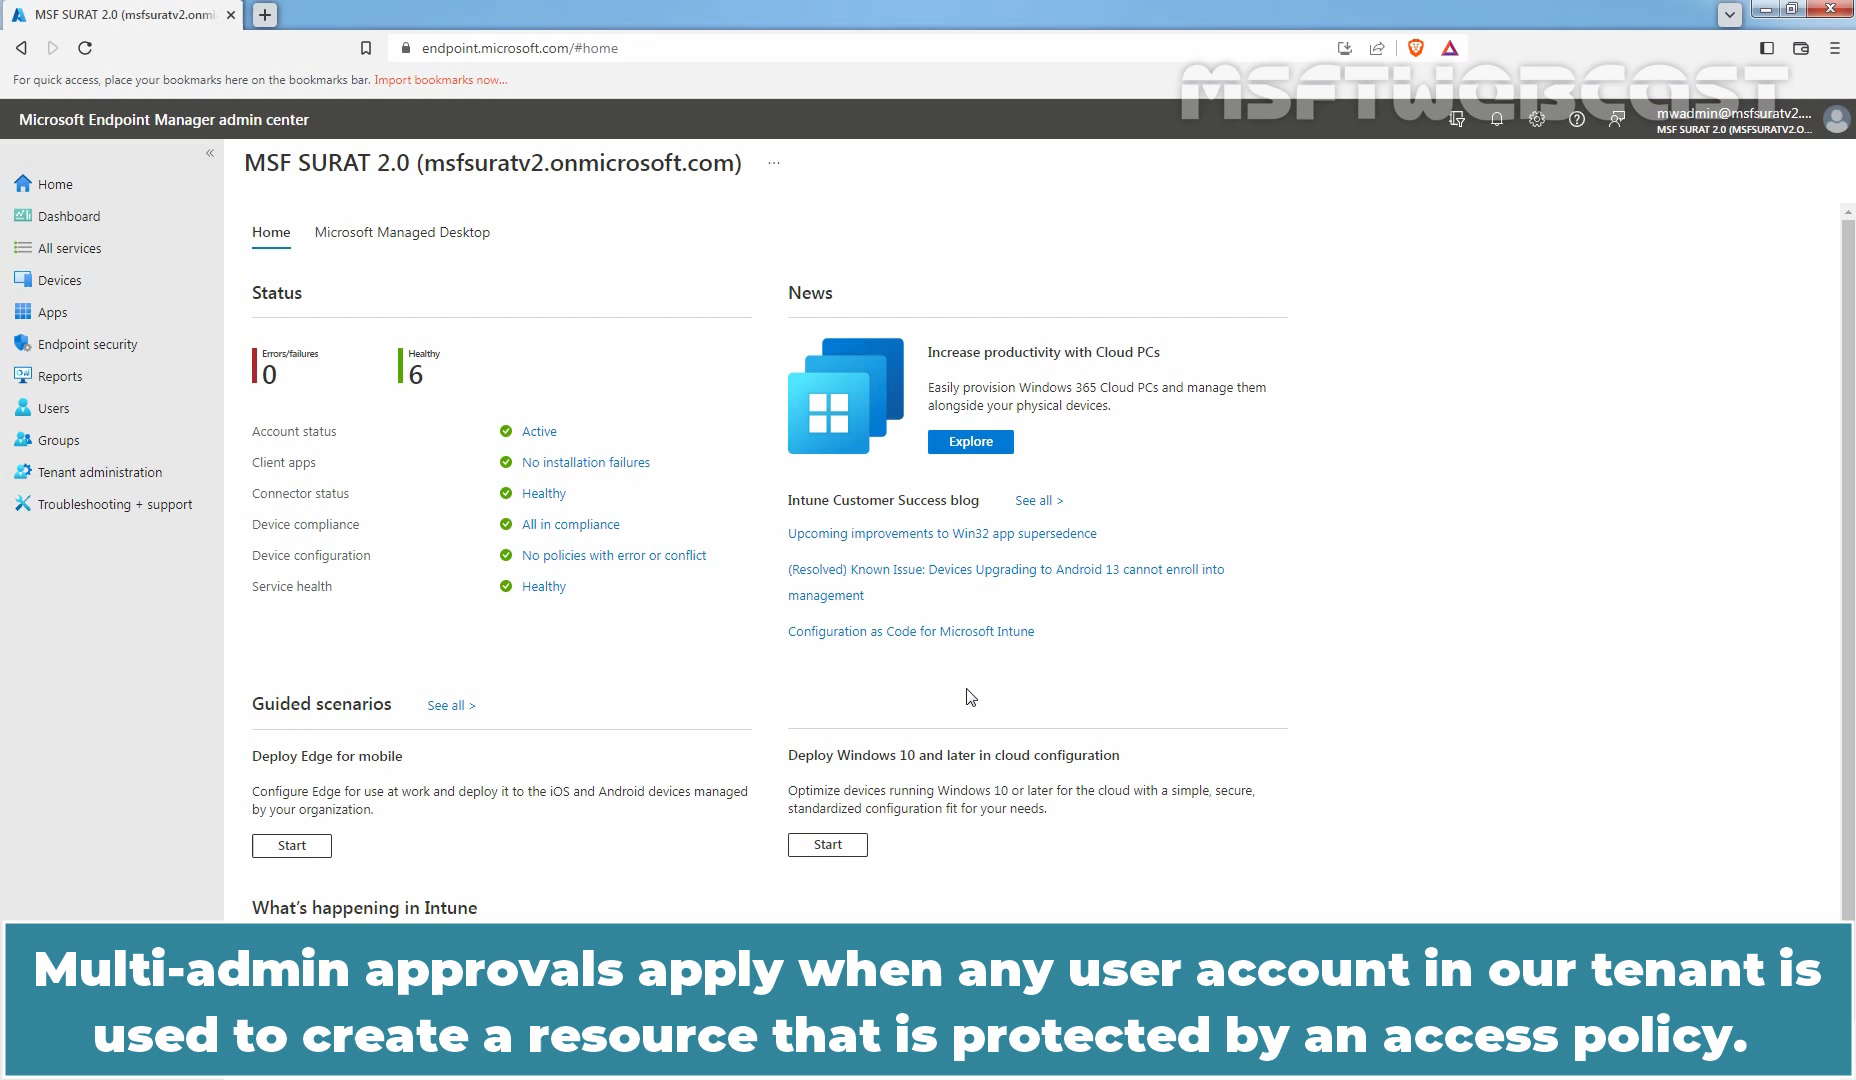 MSF SURAT 2.0 (msfsuratv2.onmi
endpoint.microsoft.com/#home
For quick access, place your bookmarks here on the bookmarks bar. Import bookmarks now...
MSFTWEBCAST
Microsoft Endpoint Manager admin center
mwadmin@msfsuratv2....
MSF SURAT 2.0 (MSFSURATV2.O...
MSF SURAT 2.0 (msfsuratv2.onmicrosoft.com) ...
Home
Dashboard
All services
Devices
Apps
Endpoint security
Reports
Users
Groups
Tenant administration
Troubleshooting + support
Home Microsoft Managed Desktop
Status
Errors/failures
0
Healthy
6
Account status Active
Client apps No installation failures
Connector status Healthy
Device compliance All in compliance
Device configuration No policies with error or conflict
Service health Healthy
News
Increase productivity with Cloud PCs
Easily provision Windows 365 Cloud PCs and manage them
alongside your physical devices.
Explore
Intune Customer Success blog See all >
Upcoming improvements to Win32 app supersedence
(Resolved) Known Issue: Devices Upgrading to Android 13 cannot enroll into
management
Configuration as Code for Microsoft Intune
Guided scenarios See all >
Deploy Edge for mobile
Configure Edge for use at work and deploy it to the iOS and Android devices managed
by your organization.
Start
Deploy Windows 10 and later in cloud configuration
Optimize devices running Windows 10 or later for the cloud with a simple, secure,
standardized configuration fit for your needs.
Start
What's happening in Intune
Multi-admin approvals apply when any user account in our tenant is
used to create a resource that is protected by an access policy.